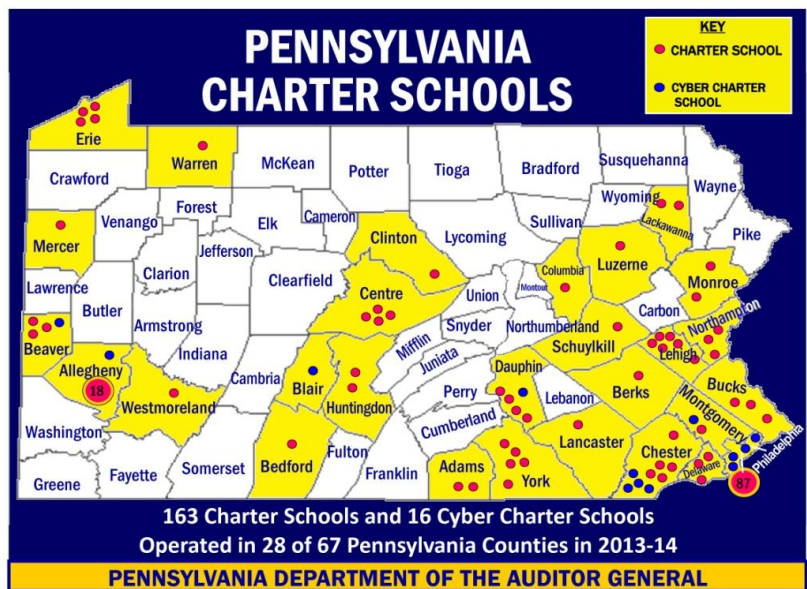 PENNSYLVANIA
CHARTER SCHOOLS
KEY
CHARTER SCHOOL
CYBER CHARTER
SCHOOL
Erie
Warren
McKean
Potter
Tioga
Bradford
Susquehanna
Wayne
Crawford
Forest
Wyoming
Lackawanna
Venango
Elk
Cameron
Sullivan
Pike
Mercer
Jefferson
Clinton
Lycoming
Luzerne
Clarion
Clearfield
Columbia
Monroe
Lawrence
Centre
Union
Montour
Carbon
Butler
Armstrong
Snyder
Northumberland
Northampton
Beaver
Indiana
Mifflin
Schuylkill
Lehigh
Allegheny
18
Cambria
Blair
Huntingdon
Juniata
Dauphin
Berks
Bucks
Westmoreland
Perry
Lebanon
Montgomery
Washington
Cumberland
Lancaster
Chester
Philadelphia
Greene
Fayette
Somerset
Bedford
Fulton
Franklin
Adams
York
Delaware
87
163 Charter Schools and 16 Cyber Charter Schools
Operated in 28 of 67 Pennsylvania Counties in 2013-14
PENNSYLVANIA DEPARTMENT OF THE AUDITOR GENERAL